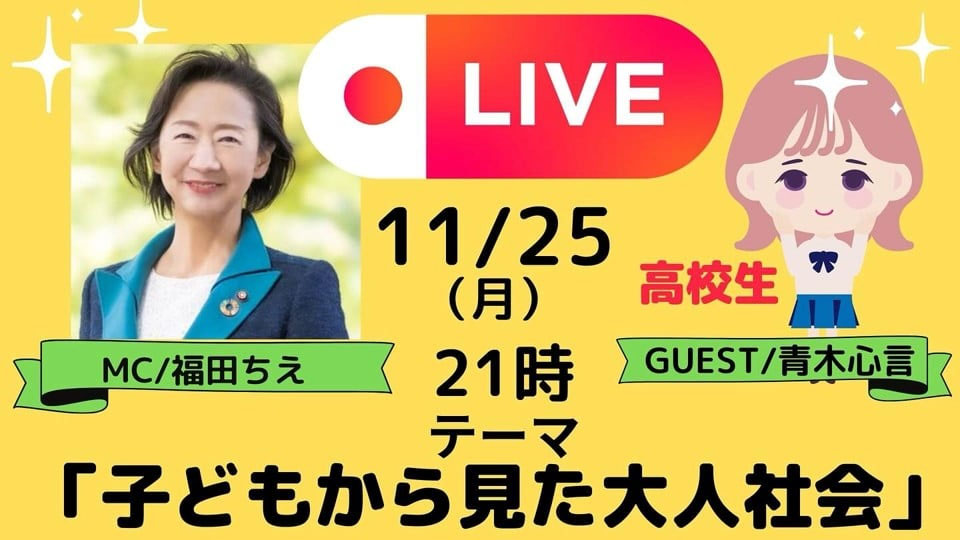 LIVE
11/25
（月）
高校生
MC/福田ちえ
21時
GUEST/青木心言
テーマ
「子どもから見た大人社会」